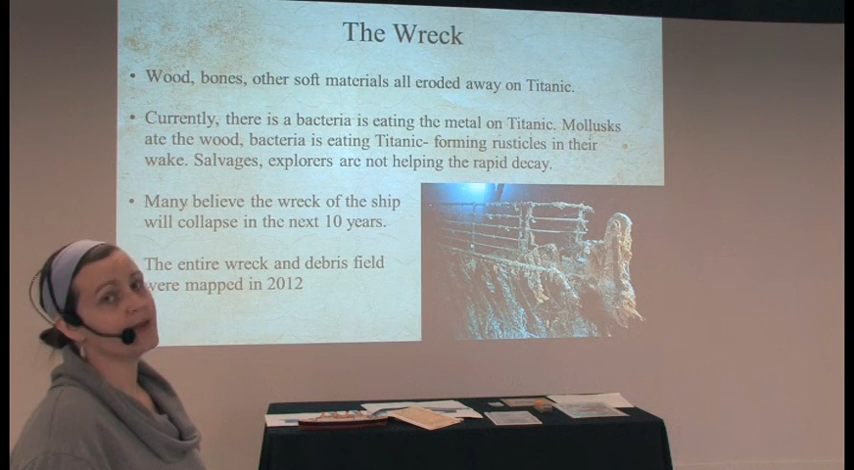 The Wreck
• Wood, bones, other soft materials all eroded away on Titanic.
• Currently, there is a bacteria is eating the metal on Titanic. Mollusks
ate the wood, bacteria is eating Titanic- forming rusticles in their
wake. Salvages, explorers are not helping the rapid decay.
• Many believe the wreck of the ship
will collapse in the next 10 years.
The entire wreck and debris field
were mapped in 2012